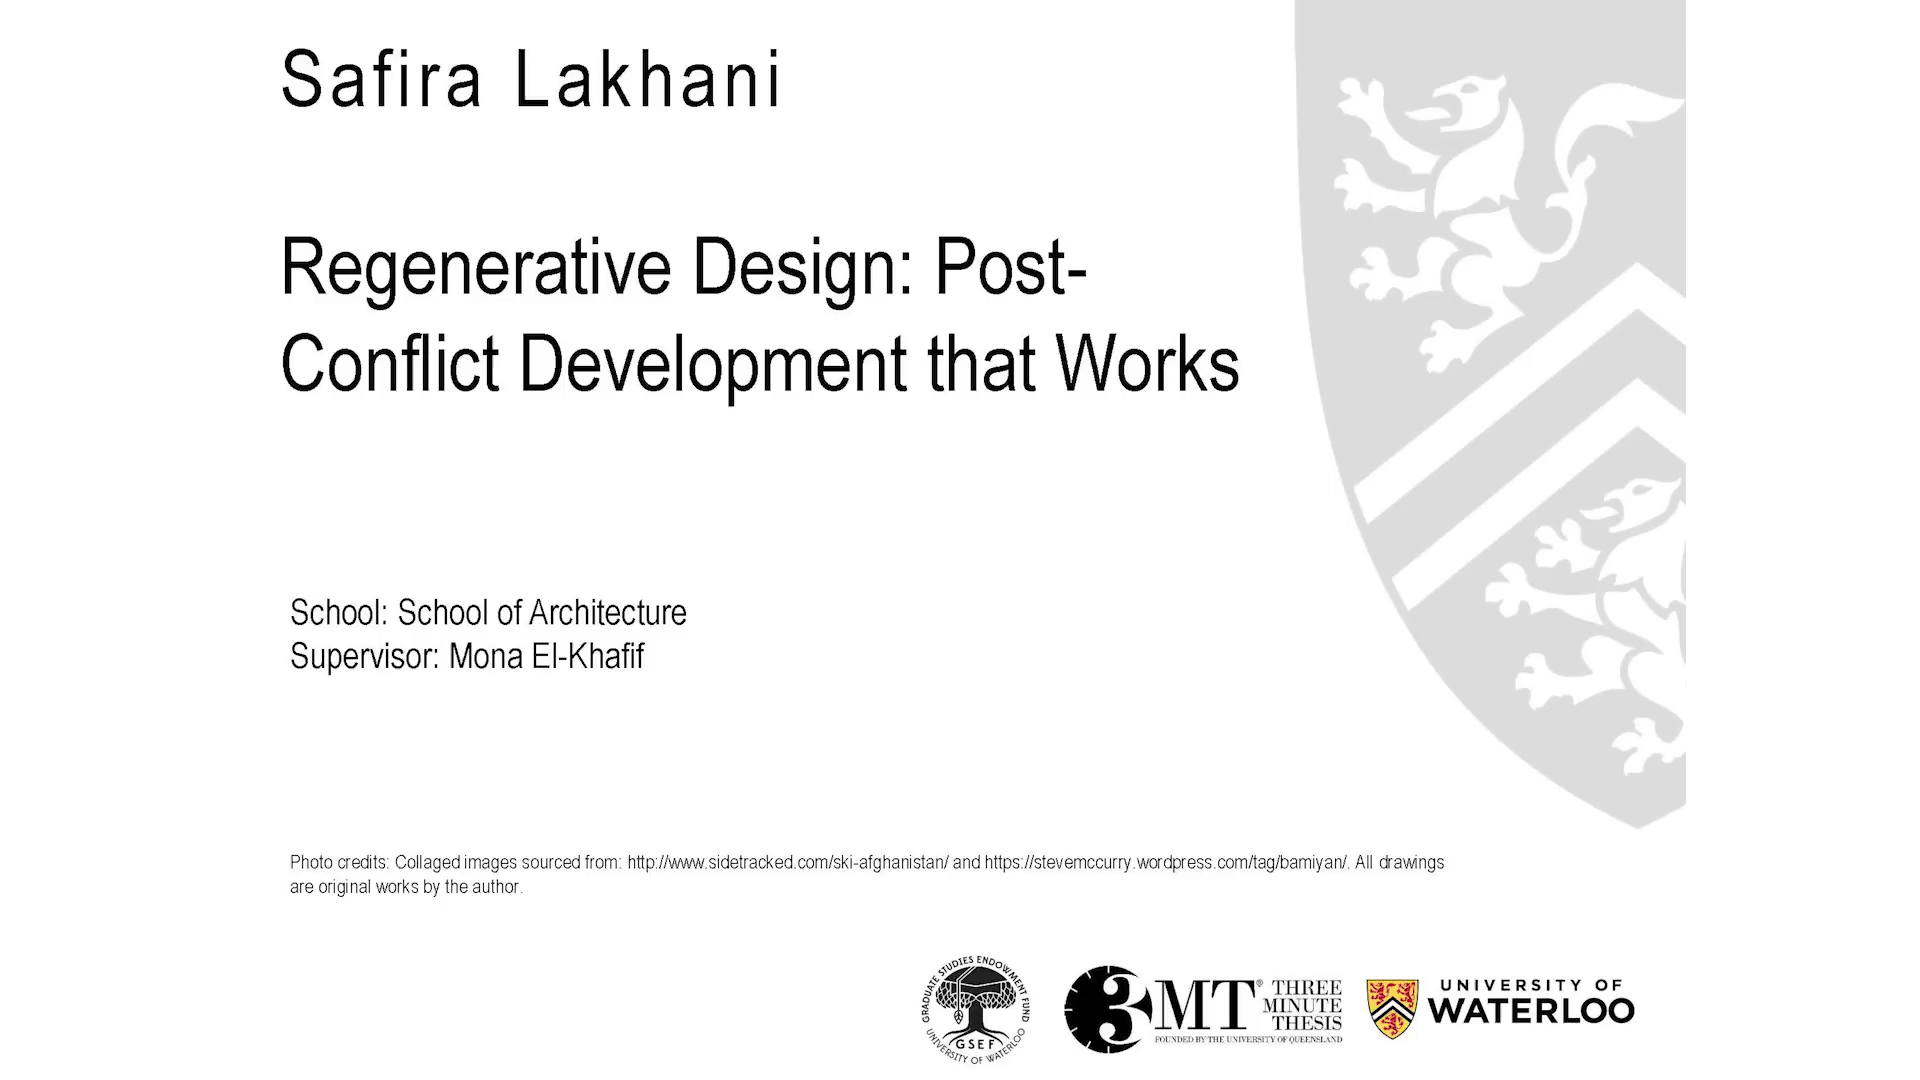 Safira Lakhani
Regenerative Design: Post-
Conflict Development that Works
School: School of Architecture
Supervisor: Mona El-Khafif
Photo credits: Collaged images sourced from: http://www.sidetracked.com/ski-afghanistan/ and https://stevemccurry.wordpress.com/tag/bamiyan/. All drawings
are original works by the author.
GRADUATE STUDIES ENDOWMENT FUND
GSEF
UNIVERSITY OF WATERLOO
3MT® THREE
MINUTE
THESIS
FOUNDED BY THE UNIVERSITY OF QUEENSLAND
UNIVERSITY OF
WATERLOO